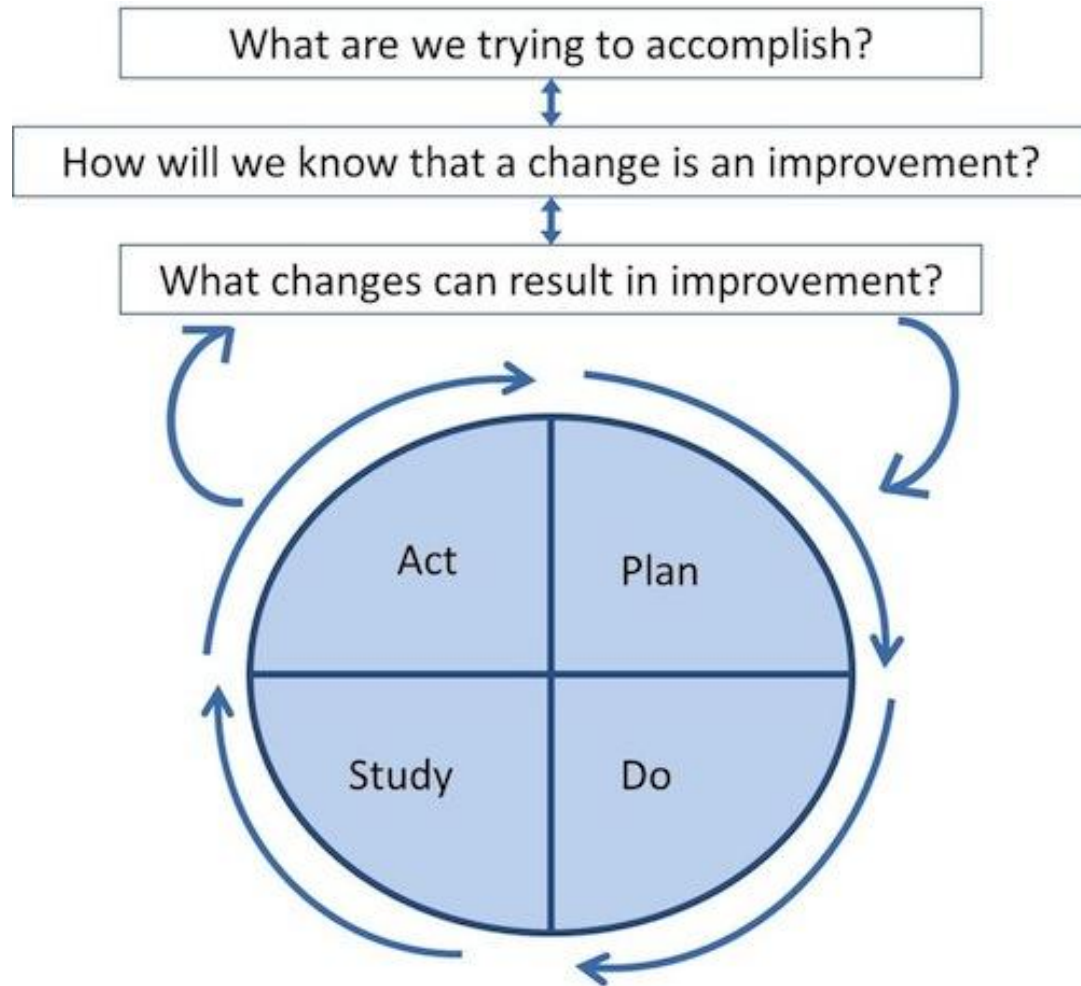 What are we trying to accomplish?
How will we know that a change is an improvement?
What changes can result in improvement?
Act
Plan
Study
Do